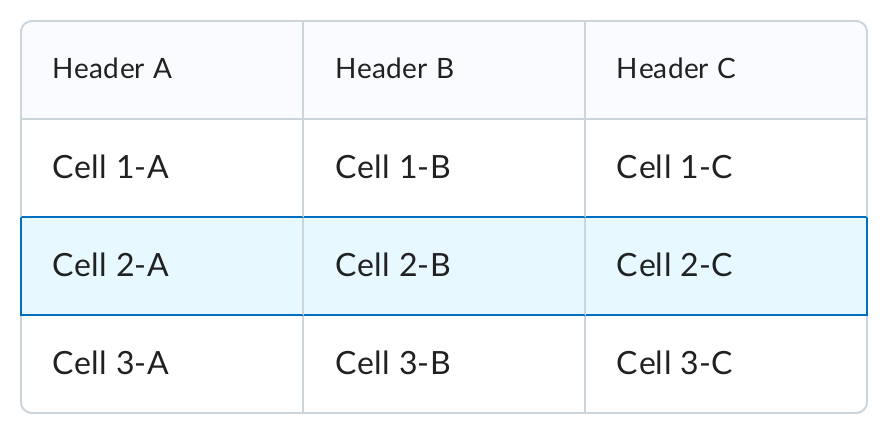 Header A Header B Header C
Cell 1-A Cell 1-B Cell 1-C
Cell 2-A Cell 2-B Cell 2-C
Cell 3-A Cell 3-B Cell 3-C